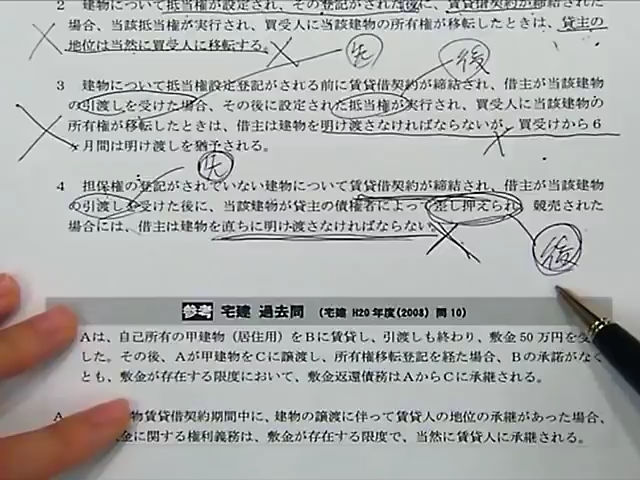 2 建物について抵当権が設定され、その登記がされた後に、賃貸借契約が締結された
場合、当該抵当権が実行され、買受人に当該建物の所有権が移転したときは、貸主の
地位は当然に買受人に移転する。
先
後
3 建物について抵当権設定登記がされる前に賃貸借契約が締結され、借主が当該建物
の引渡しを受けた場合、その後に設定された抵当権が実行され、買受人に当該建物の
所有権が移転したときは、借主は建物を明け渡さなければならないが、買受けから6
ヶ月間は明け渡しを猶予される。
先
4 担保権の登記がされていない建物について賃貸借契約が締結され、借主が当該建物
の引渡しを受けた後に、当該建物が貸主の債権者によって差し押えられ、競売された
場合には、借主は建物を直ちに明け渡さなければならない。
後
参考 宅建 過去問 (宅建 H20年度(2008) 問10)
Aは、自己所有の甲建物(居住用)をBに賃貸し、引渡しも終わり、敷金50万円を受
した。その後、Aが甲建物をCに譲渡し、所有権移転登記を経た場合、Bの承諾がなく
とも、敷金が存在する限度において、敷金返還債務はAからCに承継される。
物賃貸借契約期間中に、建物の譲渡に伴って賃貸人の地位の承継があった場合、
金に関する権利義務は、敷金が存在する限度で、当然に賃貸人に承継される。